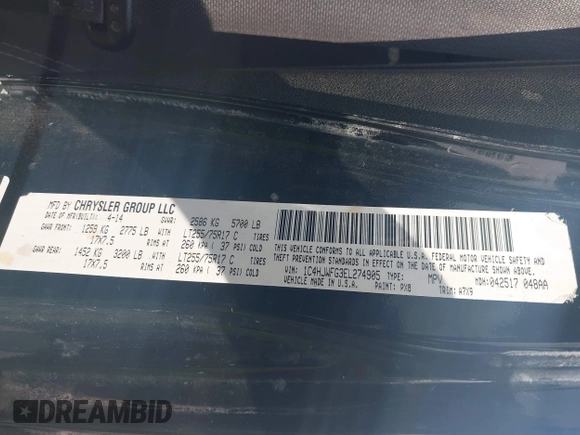 MFD BY CHRYSLER GROUP LLC
DATE OF MFR(BUILT): 4-14 GVWR: 2586 KG 5700 LB
GAWR FRONT: 1259 KG 2775 LB LT255/75R17 C TIRES
17X7.5 RIMS AT 260 KPA ( 37 PSI) COLD
GAWR REAR: 1452 KG 3200 LB LT255/75R17 C TIRES
17X7.5 RIMS AT 260 KPA ( 37 PSI) COLD
THIS VEHICLE CONFORMS TO ALL APPLICABLE U.S.A. FEDERAL MOTOR VEHICLE SAFETY AND
THEFT PREVENTION STANDARDS IN EFFECT ON THE DATE OF MANUFACTURE SHOWN ABOVE.
VIN: 1C4HJWFG3EL274905 TYPE: MPV MDH: 042517 048AA
VEHICLE MADE IN U.S.A. PAINT: PX8 TRIM: A7X9
DREAMBID